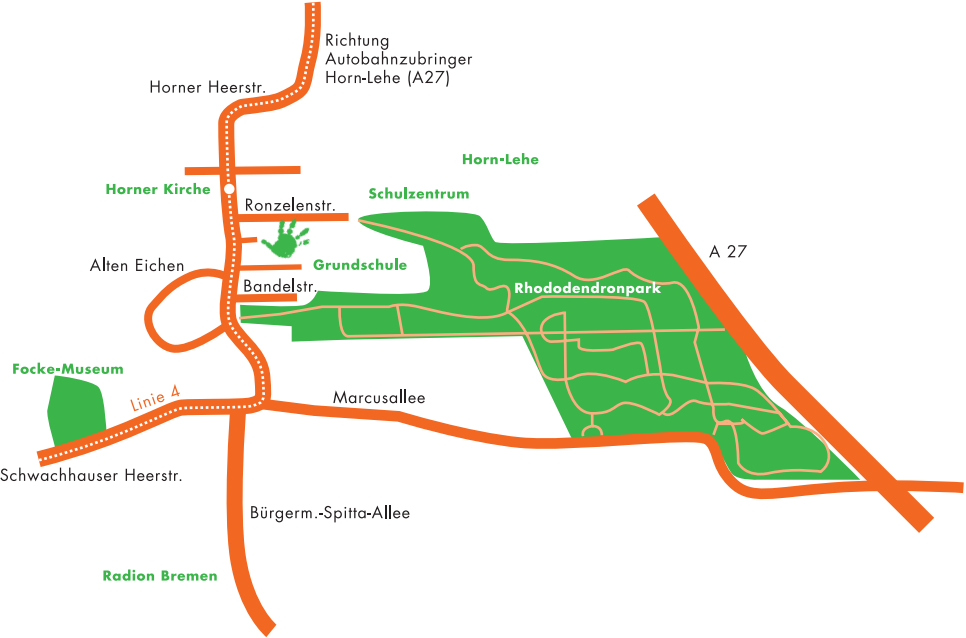 Richtung
Autobahnzubringer
Horn-Lehe (A27)
Horner Heerstr.
Horn-Lehe
Horner Kirche
Schulzentrum
Ronzelenstr.
A 27
Alten Eichen
Grundschule
Bandelstr.
Rhododendronpark
Focke-Museum
Linie 4
Marcusallee
Schwachhauser Heerstr.
Bürgerm.-Spitta-Allee
Radion Bremen